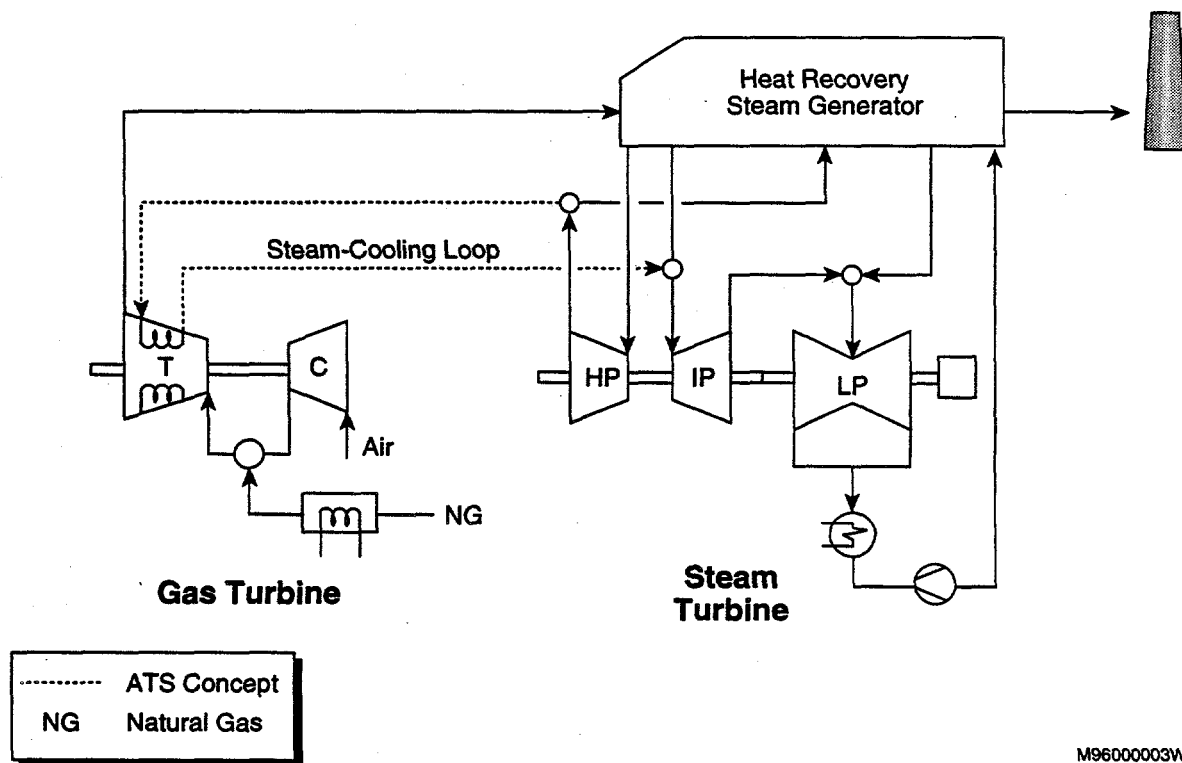 Heat Recovery
Steam Generator
Steam-Cooling Loop
T
C
HP
IP
LP
Air
NG
Gas Turbine
Steam
Turbine
ATS Concept
NG Natural Gas
M96000003W